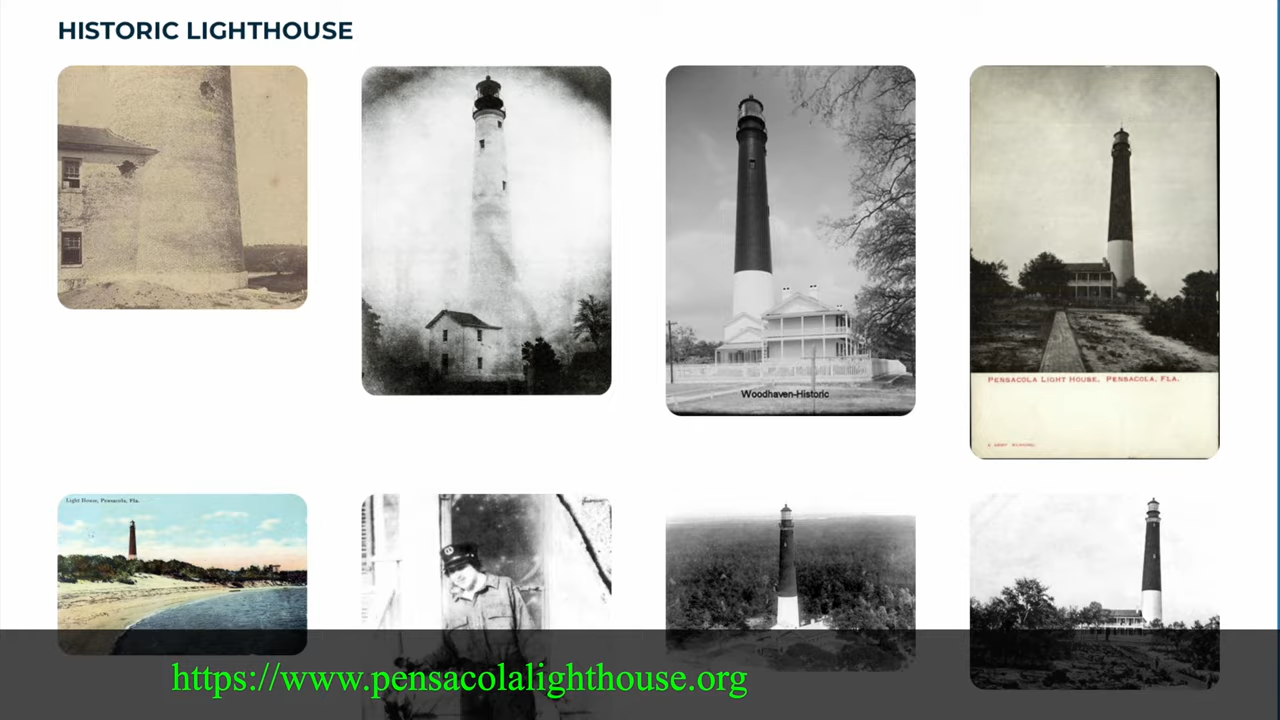 HISTORIC LIGHTHOUSE
Woodhaven-Historic
PENSACOLA LIGHT HOUSE, PENSACOLA, FLA.
Light House, Pensacola, Fla.
https://www.pensacolalighthouse.org